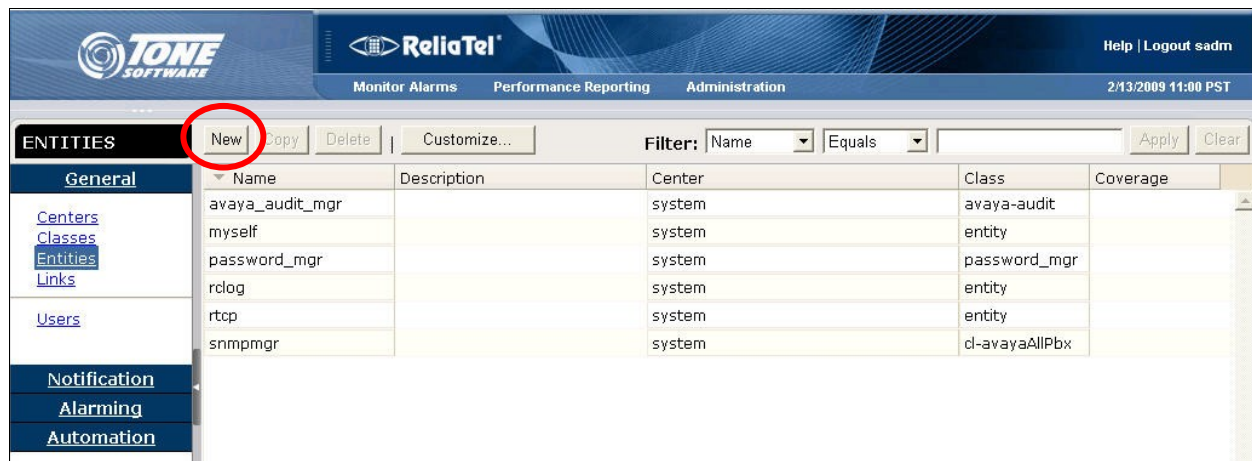 TONE SOFTWARE
ReliaTel
Help | Logout sadm
Monitor Alarms Performance Reporting Administration
2/13/2009 11:00 PST
ENTITIES
New Copy Delete | Customize... Filter: Name Equals Apply Clear
General
Name Description Center Class Coverage
Centers
Classes
Entities
Links
Users
avaya_audit_mgr system avaya-audit
myself system entity
password_mgr system password_mgr
rclog system entity
rtcp system entity
snmpmgr system cl-avayaAllPbx
Notification
Alarming
Automation